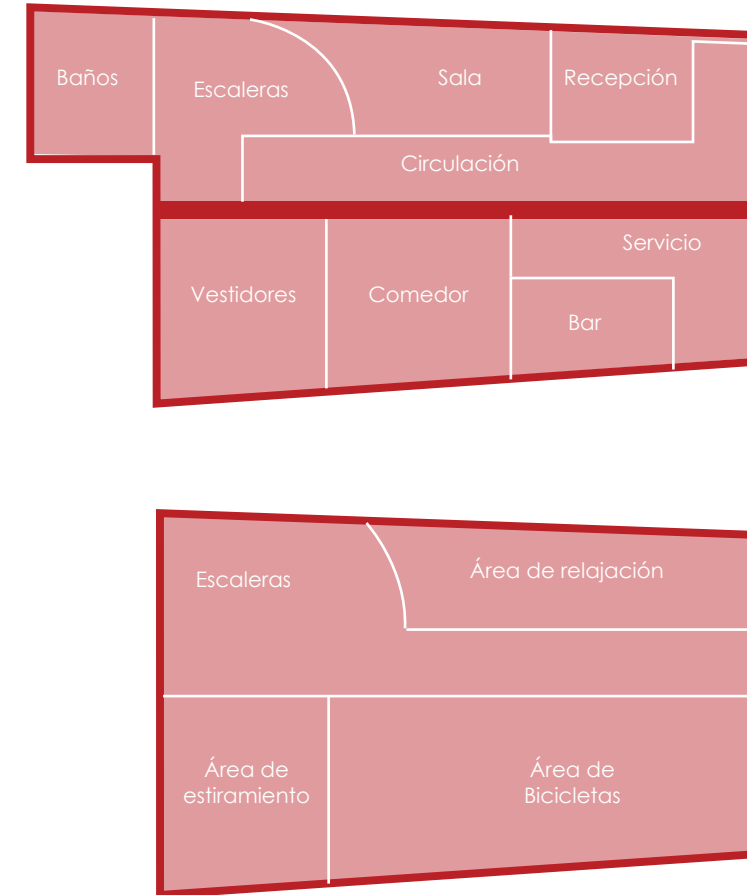 Baños
Escaleras
Sala
Recepción
Circulación
Servicio
Vestidores
Comedor
Bar
Escaleras
Área de relajación
Área de
estiramiento
Área de
Bicicletas